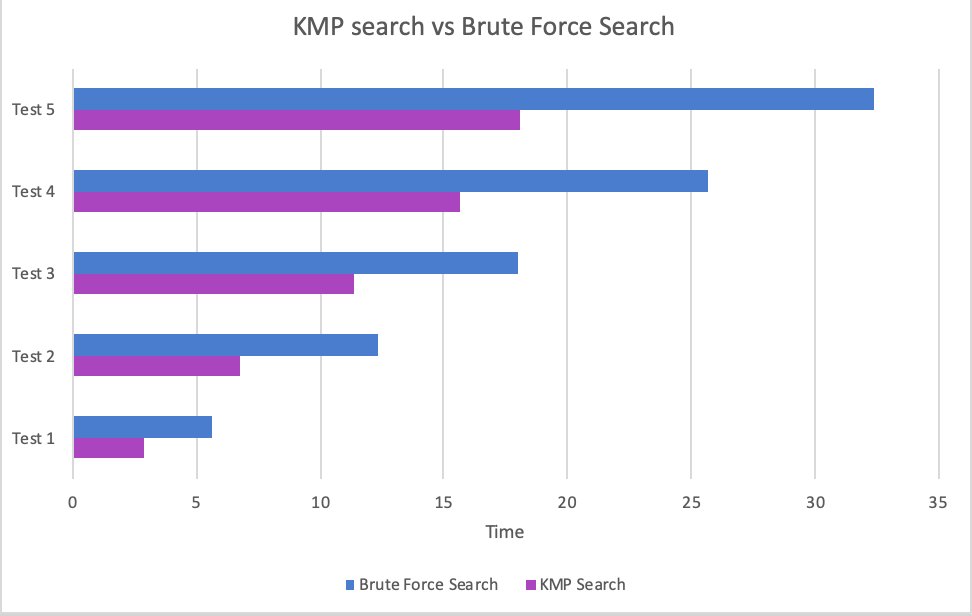 KMP search vs Brute Force Search
Test 5
Test 4
Test 3
Test 2
Test 1
0 5 10 15 20 25 30 35
Time
Brute Force Search KMP Search